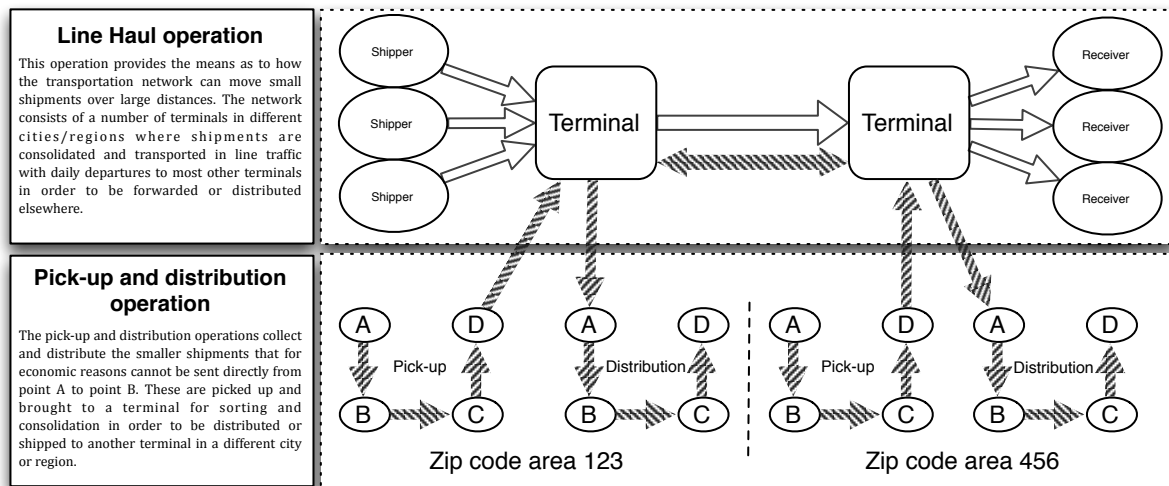 Line Haul operation
This operation provides the means as to how
the transportation network can move small
shipments over large distances. The network
consists of a number of terminals in different
cities/regions where shipments are
consolidated and transported in line traffic
with daily departures to most other terminals
in order to be forwarded or distributed
elsewhere.
Shipper
Shipper
Shipper
Terminal
Terminal
Receiver
Receiver
Receiver
Pick-up and distribution
operation
The pick-up and distribution operations collect
and distribute the smaller shipments that for
economic reasons cannot be sent directly from
point A to point B. These are picked up and
brought to a terminal for sorting and
consolidation in order to be distributed or
shipped to another terminal in a different city
or region.
A
D
Pick-up
B
C
A
D
Distribution
B
C
Zip code area 123
A
D
Pick-up
B
C
A
D
Distribution
B
C
Zip code area 456